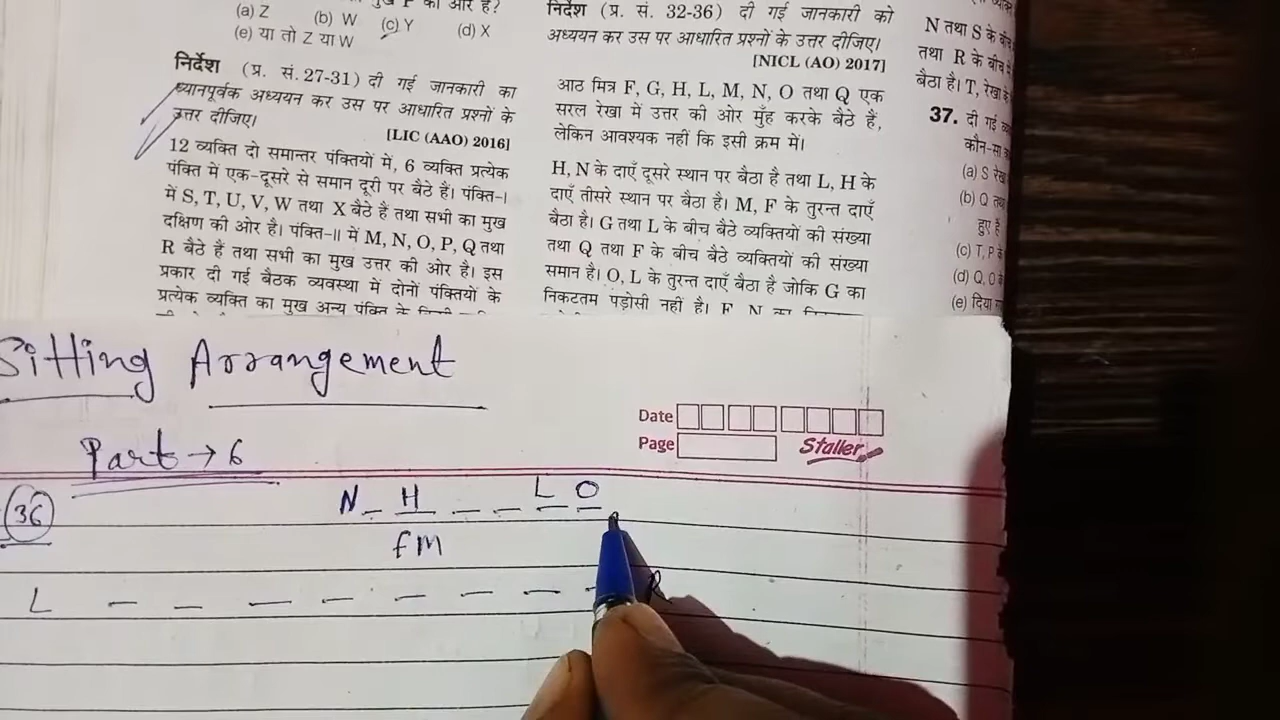 (a) Z (b) W (c) Y (d) X
(e) या तो Z या W
निर्देश (प्र. सं. 27-31) दी गई जानकारी का
ध्यानपूर्वक अध्ययन कर उस पर आधारित प्रश्नों के
उत्तर दीजिए।
[LIC (AAO) 2016]
12 व्यक्ति दो समान्तर पंक्तियों में, 6 व्यक्ति प्रत्येक
पंक्ति में एक-दूसरे से समान दूरी पर बैठे हैं। पंक्ति-I
में S, T, U, V, W तथा X बैठे हैं तथा सभी का मुख
दक्षिण की ओर है। पंक्ति-II में M, N, O, P, Q तथा
R बैठे हैं तथा सभी का मुख उत्तर की ओर है। इस
प्रकार दी गई बैठक व्यवस्था में दोनों पंक्तियों के
प्रत्येक व्यक्ति का मुख अन्य पंक्ति के
निर्देश (प्र. सं. 32-36) दी गई जानकारी को
अध्ययन कर उस पर आधारित प्रश्नों के उत्तर दीजिए।
[NICL (AO) 2017]
आठ मित्र F, G, H, L, M, N, O तथा Q एक
सरल रेखा में उत्तर की ओर मुँह करके बैठे हैं,
लेकिन आवश्यक नहीं कि इसी क्रम में।
H, N के दाएँ दूसरे स्थान पर बैठा है तथा L, H के
दाएँ तीसरे स्थान पर बैठा है। M, F के तुरन्त दाएँ
बैठा है। G तथा L के बीच बैठे व्यक्तियों की संख्या
तथा Q तथा F के बीच बैठे व्यक्तियों की संख्या
समान है। O, L के तुरन्त दाएँ बैठा है जोकि G का
निकटतम पड़ोसी नहीं है। F, N का
N तथा S के बीच
तथा R के बीच
बैठा है। T, रेखा
37. दी गई
कौन-सा
(a) S
(b) Q तथा
हुए हैं
(c) T, P
(d) Q, O
(e) दिया
Sitting Arrangement
Part → 6
Date
Page
Staller
36 N _ H _ _ L O
F M
L _ _ _ _ _ _ _ _ R